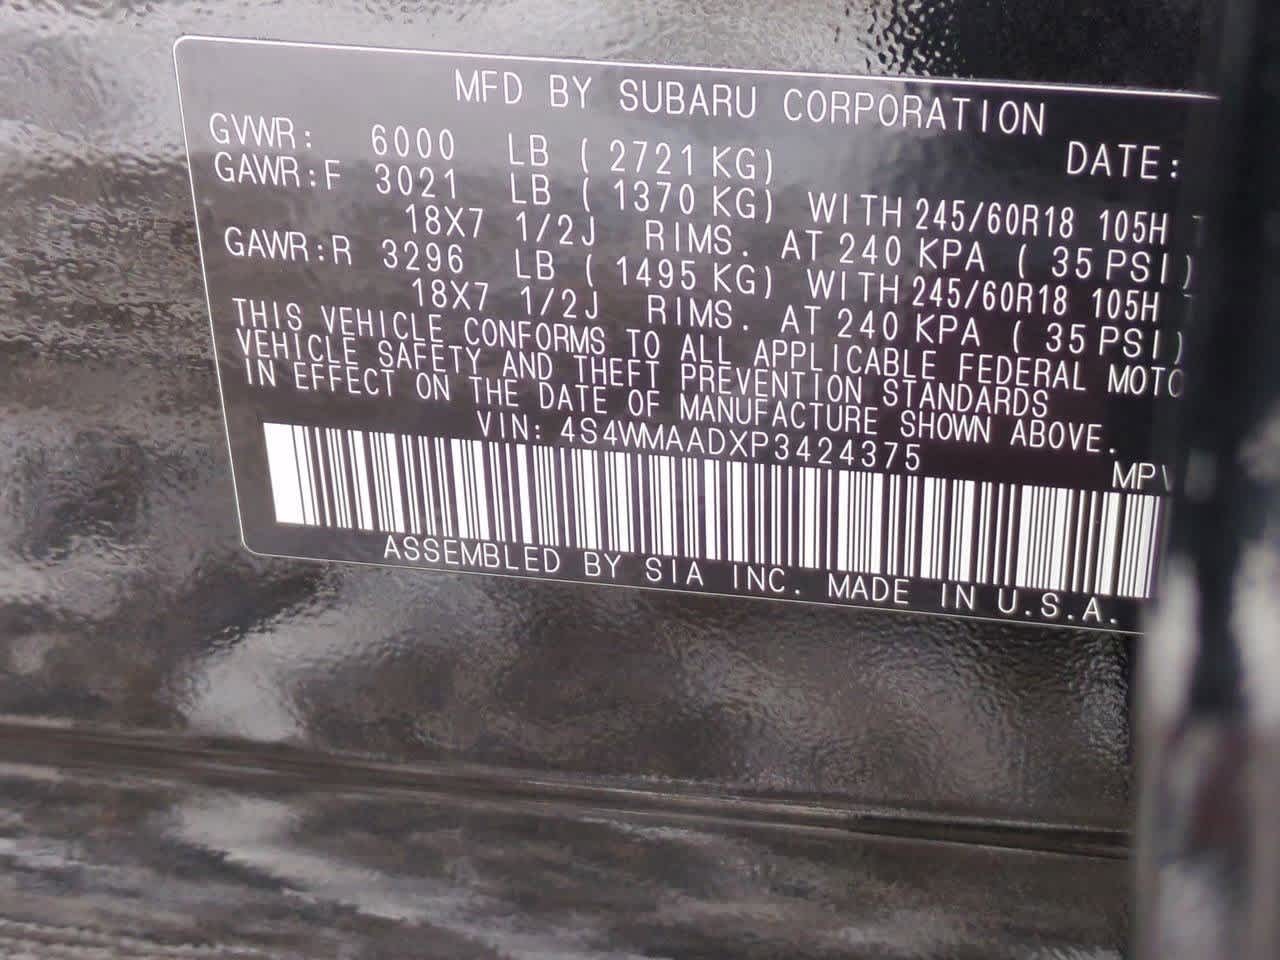 MFD BY SUBARU CORPORATION
DATE:
GVWR: 6000 LB ( 2721 KG)
GAWR:F 3021 LB ( 1370 KG) WITH 245/60R18 105H
18X7 1/2J RIMS. AT 240 KPA ( 35 PSI)
GAWR:R 3296 LB ( 1495 KG) WITH 245/60R18 105H
18X7 1/2J RIMS. AT 240 KPA ( 35 PSI)
THIS VEHICLE CONFORMS TO ALL APPLICABLE FEDERAL MOTO
VEHICLE SAFETY AND THEFT PREVENTION STANDARDS
IN EFFECT ON THE DATE OF MANUFACTURE SHOWN ABOVE.
VIN: 4S4WMAADXP3424375
MPV
ASSEMBLED BY SIA INC. MADE IN U.S.A.